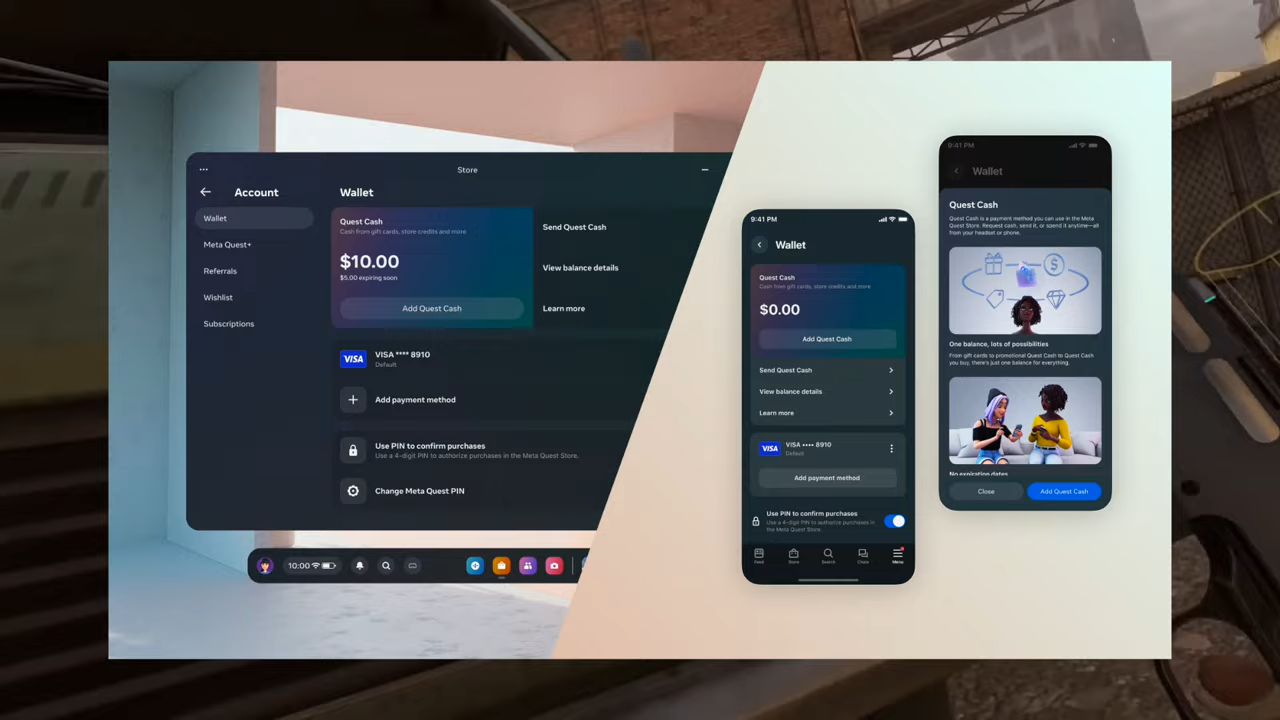 Store
Account
Wallet
Meta Quest+
Referrals
Wishlist
Subscriptions
Wallet
Quest Cash
Cash from gift cards, store credits and more
$10.00
$5.00 expiring soon
Add Quest Cash
Send Quest Cash
View balance details
Learn more
VISA
VISA **** 8910
Default
Add payment method
Use PIN to confirm purchases
Use a 4-digit PIN to authorize purchases in the Meta Quest Store.
Change Meta Quest PIN
10:00
9:41 PM
Wallet
Quest Cash
Cash from gift cards, store credits and more
$0.00
Add Quest Cash
Send Quest Cash
View balance details
Learn more
VISA
VISA •••• 8910
Default
Add payment method
Use PIN to confirm purchases
Use a 4-digit PIN to authorize purchases in
the Meta Quest Store.
Feed
Store
Search
Chats
Menu
9:41 PM
Wallet
Quest Cash
Quest Cash is a payment method you can use in the Meta
Quest Store. Request cash, send it, or spend it anytime—all
from your headset or phone.
One balance, lots of possibilities
From gift cards to promotional Quest Cash to Quest Cash
you buy, there's just one balance for everything.
No expiration dates
Close
Add Quest Cash